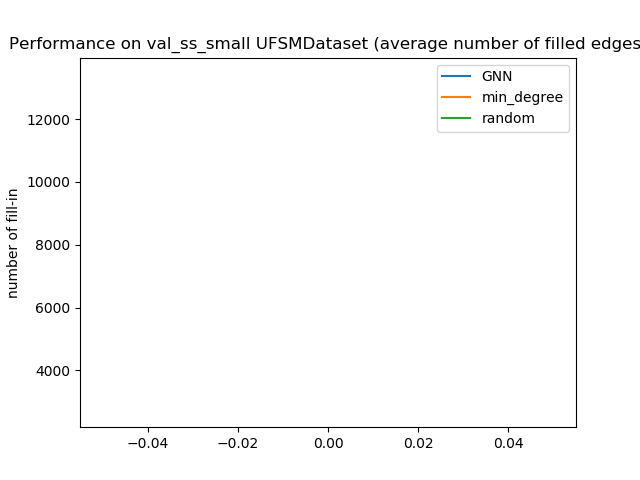 Performance on val_ss_small UFSMDataset (average number of filled edges
GNN
min_degree
random
number of fill-in
12000
10000
8000
6000
4000
−0.04 −0.02 0.00 0.02 0.04